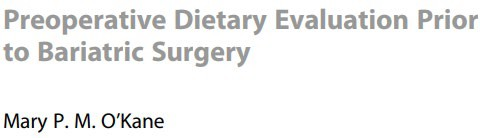 Preoperative Dietary Evaluation Prior
to Bariatric Surgery
Mary P. M. O’Kane